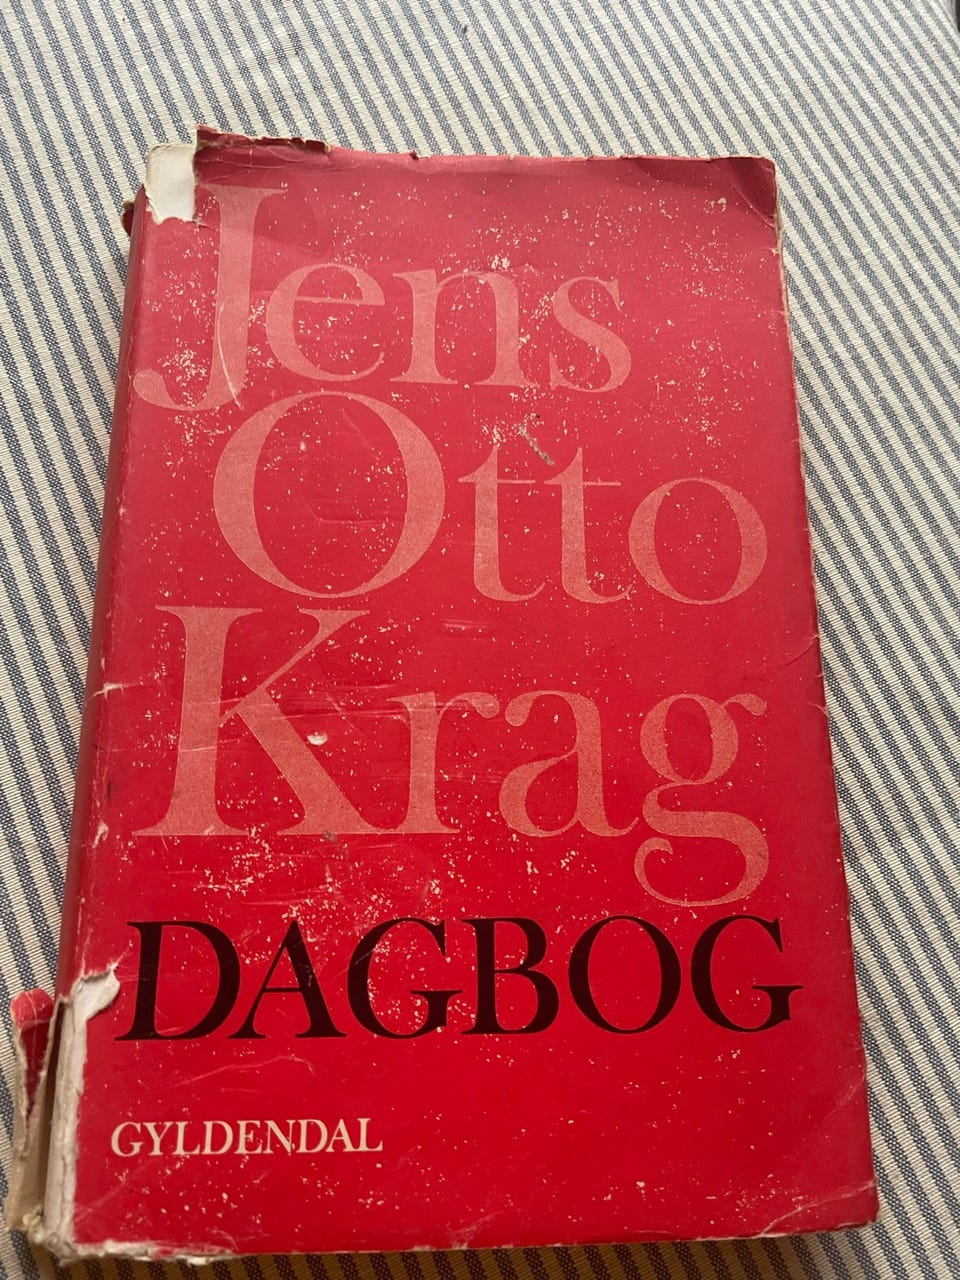 Jens
Otto
Krag
DAGBOG
GYLDENDAL